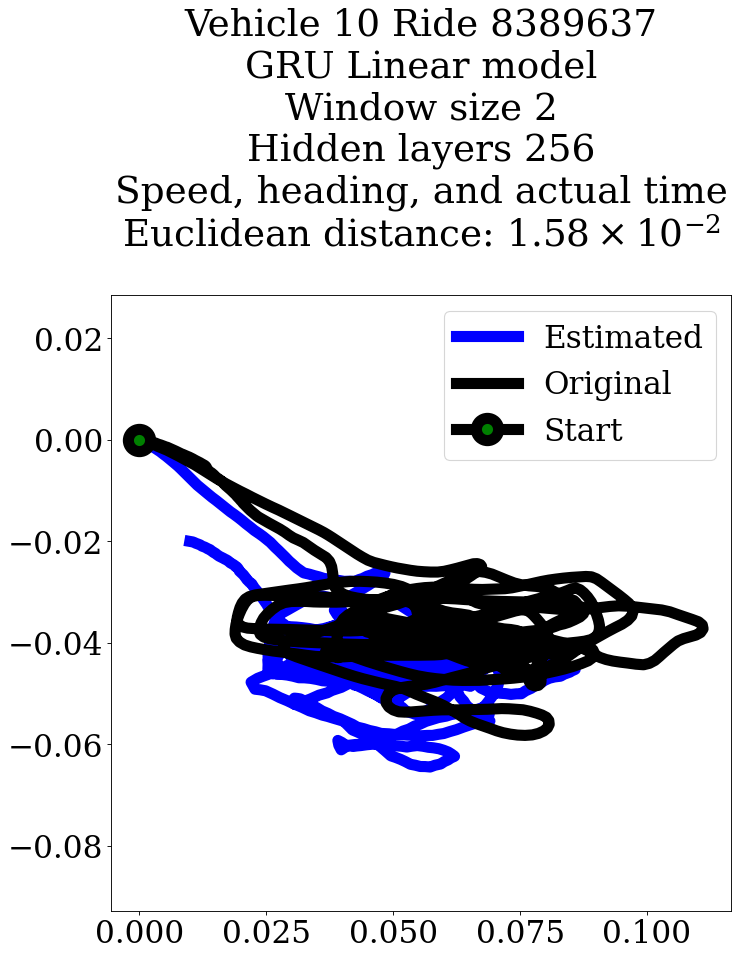 Vehicle 10 Ride 8389637
GRU Linear model
Window size 2
Hidden layers 256
Speed, heading, and actual time
Euclidean distance: 1.58 × 10⁻²
Estimated
Original
Start
0.02
0.00
−0.02
−0.04
−0.06
−0.08
0.000 0.025 0.050 0.075 0.100